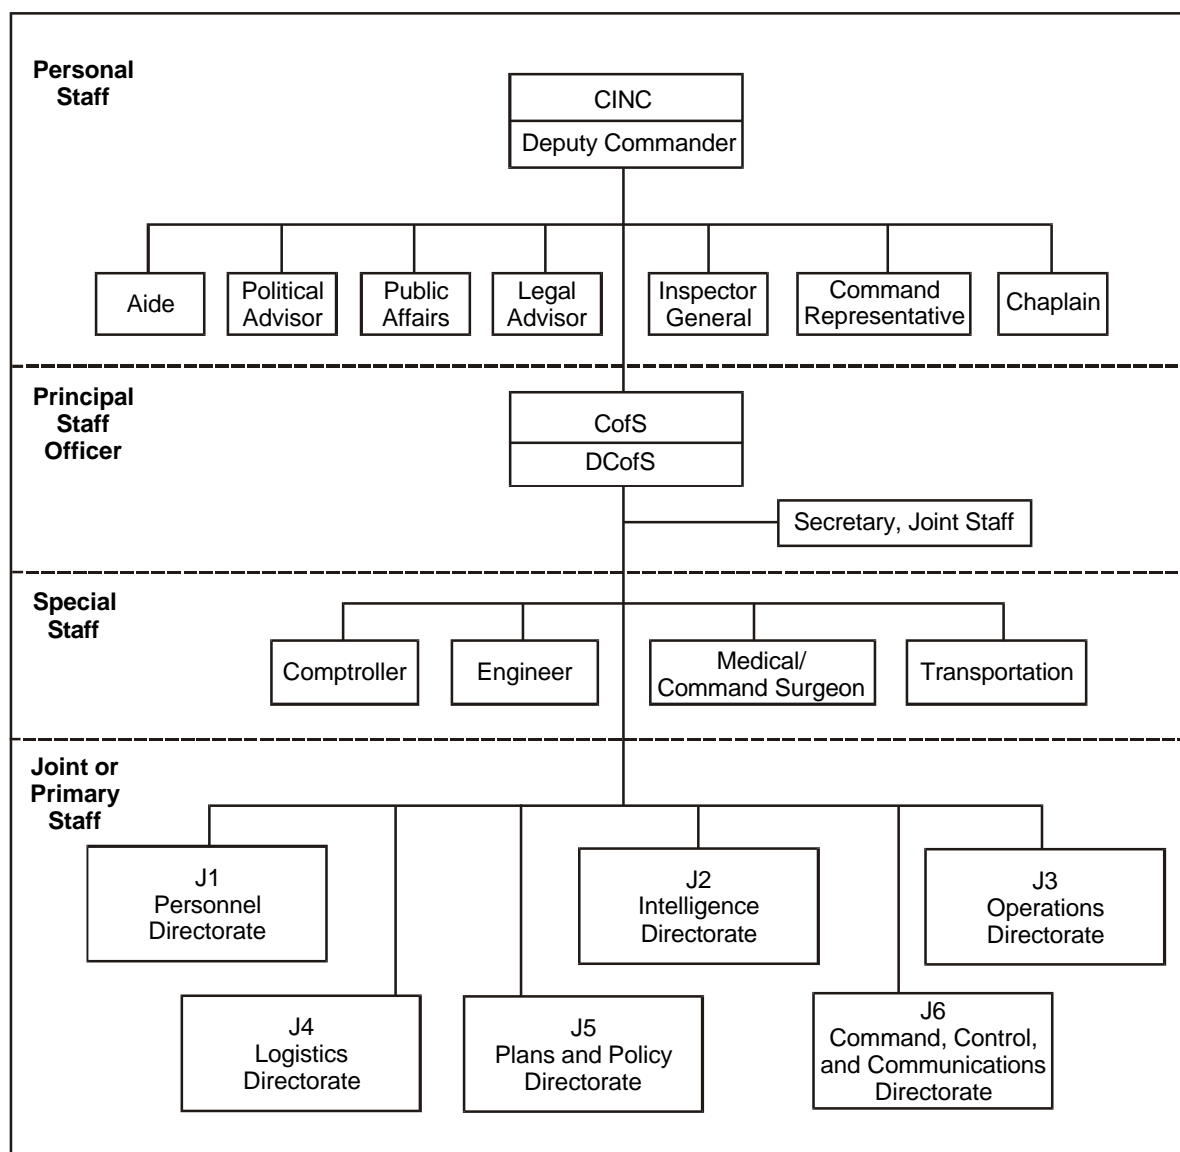 Personal
Staff
CINC
Deputy Commander
Aide
Political
Advisor
Public
Affairs
Legal
Advisor
Inspector
General
Command
Representative
Chaplain
Principal
Staff
Officer
CofS
DCofS
Secretary, Joint Staff
Special
Staff
Comptroller
Engineer
Medical/
Command Surgeon
Transportation
Joint or
Primary
Staff
J1
Personnel
Directorate
J2
Intelligence
Directorate
J3
Operations
Directorate
J4
Logistics
Directorate
J5
Plans and Policy
Directorate
J6
Command, Control,
and Communications
Directorate